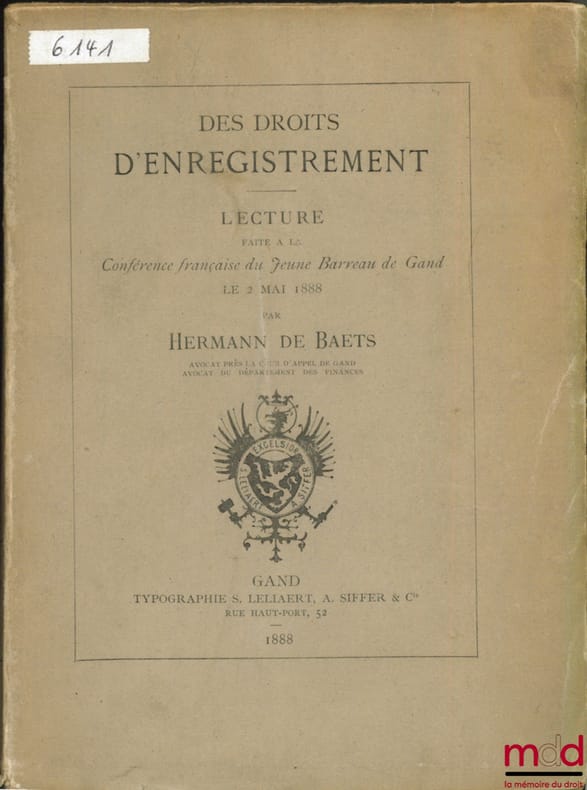 6141
DES DROITS
D'ENREGISTREMENT
LECTURE
FAITE A LA
Conférence française du Jeune Barreau de Gand
LE 2 MAI 1888
PAR
HERMANN DE BAETS
AVOCAT PRÈS LA COUR D'APPEL DE GAND
AVOCAT DU DÉPARTEMENT DES FINANCES
EXCELSIOR
S. LELIAERT A. SIFFER
GAND
TYPOGRAPHIE S. LELIAERT, A. SIFFER & Cie
RUE HAUT-PORT, 52
1888
mdd
la mémoire du droit